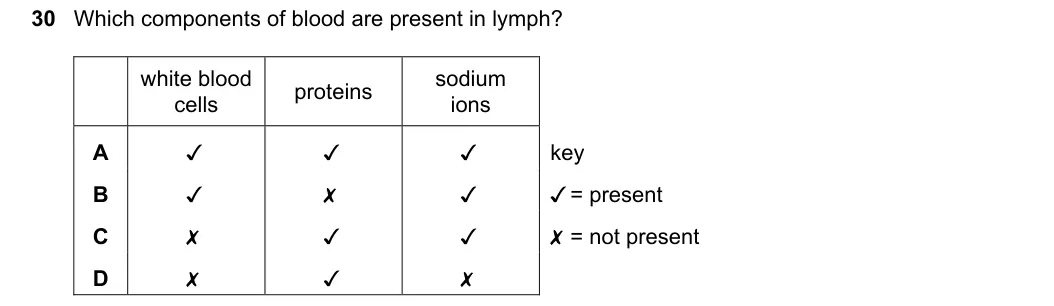 30 Which components of blood are present in lymph?
white blood cells proteins sodium ions
A ✓ ✓ ✓ key
B ✓ ✗ ✓ ✓ = present
C ✗ ✓ ✓ ✗ = not present
D ✗ ✓ ✗